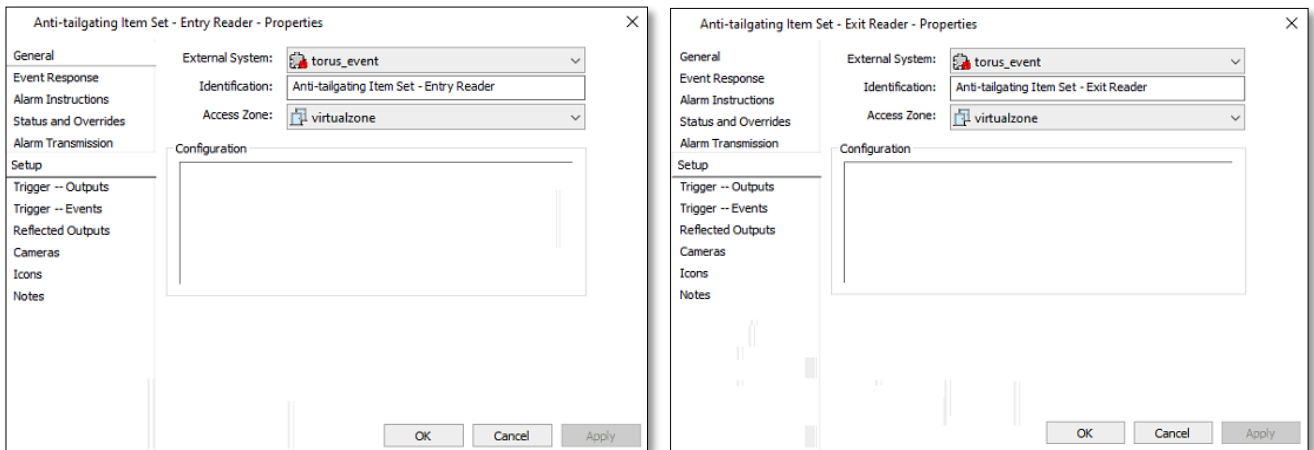 Anti-tailgating Item Set - Entry Reader - Properties
General
Event Response
Alarm Instructions
Status and Overrides
Alarm Transmission
Setup
Trigger -- Outputs
Trigger -- Events
Reflected Outputs
Cameras
Icons
Notes
External System: torus_event
Identification: Anti-tailgating Item Set - Entry Reader
Access Zone: virtualzone
Configuration
OK Cancel Apply
Anti-tailgating Item Set - Exit Reader - Properties
General
Event Response
Alarm Instructions
Status and Overrides
Alarm Transmission
Setup
Trigger -- Outputs
Trigger -- Events
Reflected Outputs
Cameras
Icons
Notes
External System: torus_event
Identification: Anti-tailgating Item Set - Exit Reader
Access Zone: virtualzone
Configuration
OK Cancel Apply